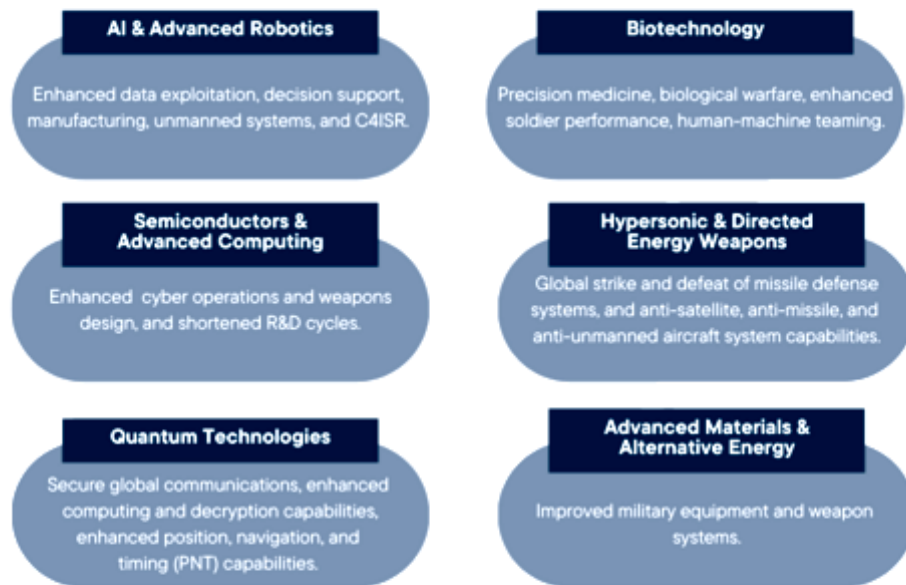 AI & Advanced Robotics
Enhanced data exploitation, decision support,
manufacturing, unmanned systems, and C4ISR.
Biotechnology
Precision medicine, biological warfare, enhanced
soldier performance, human-machine teaming.
Semiconductors &
Advanced Computing
Enhanced cyber operations and weapons
design, and shortened R&D cycles.
Hypersonic & Directed
Energy Weapons
Global strike and defeat of missile defense
systems, and anti-satellite, anti-missile, and
anti-unmanned aircraft system capabilities.
Quantum Technologies
Secure global communications, enhanced
computing and decryption capabilities,
enhanced position, navigation, and
timing (PNT) capabilities.
Advanced Materials &
Alternative Energy
Improved military equipment and weapon
systems.